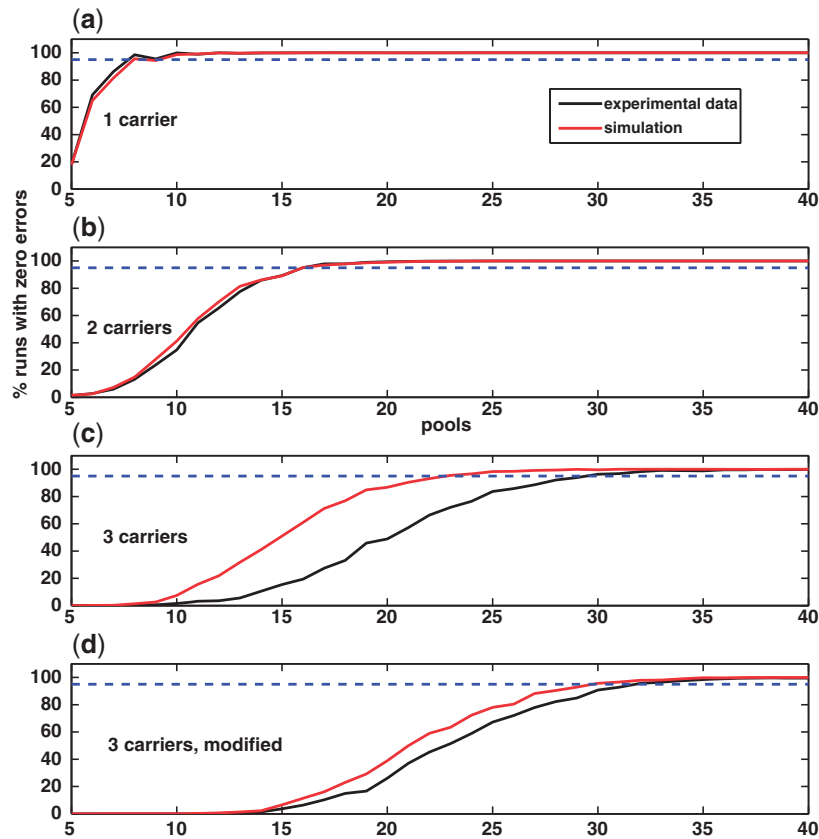 (a)
100
80
60
40
20
0
1 carrier
experimental data
simulation
5 10 15 20 25 30 35 40
(b)
100
80
60
40
20
0
2 carriers
5 10 15 20 25 30 35 40
pools
% runs with zero errors
(c)
100
80
60
40
20
0
3 carriers
5 10 15 20 25 30 35 40
(d)
100
80
60
40
20
0
3 carriers, modified
5 10 15 20 25 30 35 40